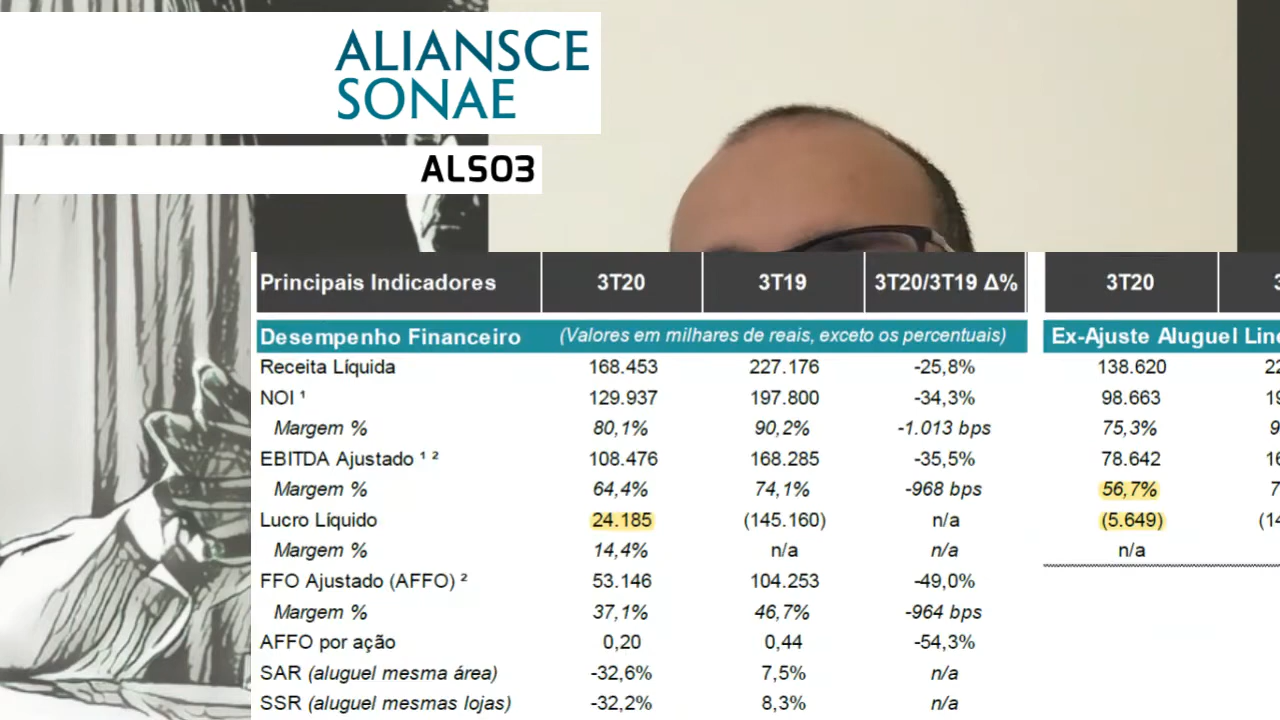 ALIANSCE
SONAE
ALSO3
Principais Indicadores 3T20 3T19 3T20/3T19 Δ% 3T20
Desempenho Financeiro (Valores em milhares de reais, exceto os percentuais) Ex-Ajuste Aluguel
Receita Líquida 168.453 227.176 -25,8% 138.620
NOI ¹ 129.937 197.800 -34,3% 98.663
Margem % 80,1% 90,2% -1.013 bps 75,3%
EBITDA Ajustado ¹ ² 108.476 168.285 -35,5% 78.642
Margem % 64,4% 74,1% -968 bps 56,7%
Lucro Líquido 24.185 (145.160) n/a (5.649)
Margem % 14,4% n/a n/a n/a
FFO Ajustado (AFFO) ² 53.146 104.253 -49,0%
Margem % 37,1% 46,7% -964 bps
AFFO por ação 0,20 0,44 -54,3%
SAR (aluguel mesma área) -32,6% 7,5% n/a
SSR (aluguel mesmas lojas) -32,2% 8,3% n/a